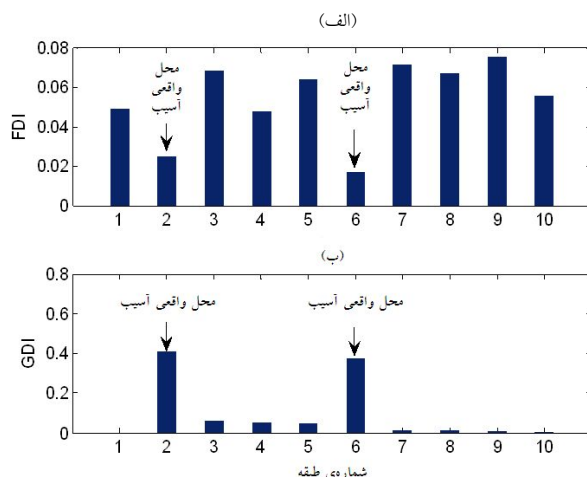 (الف)
0.08
0.06
0.04
0.02
0
FDI
محل
واقعی
آسیب
محل
واقعی
آسیب
1 2 3 4 5 6 7 8 9 10
(ب)
0.8
0.6
0.4
0.2
0
GDI
محل واقعی آسیب
محل واقعی آسیب
1 2 3 4 5 6 7 8 9 10
شماره‌ی طبقه